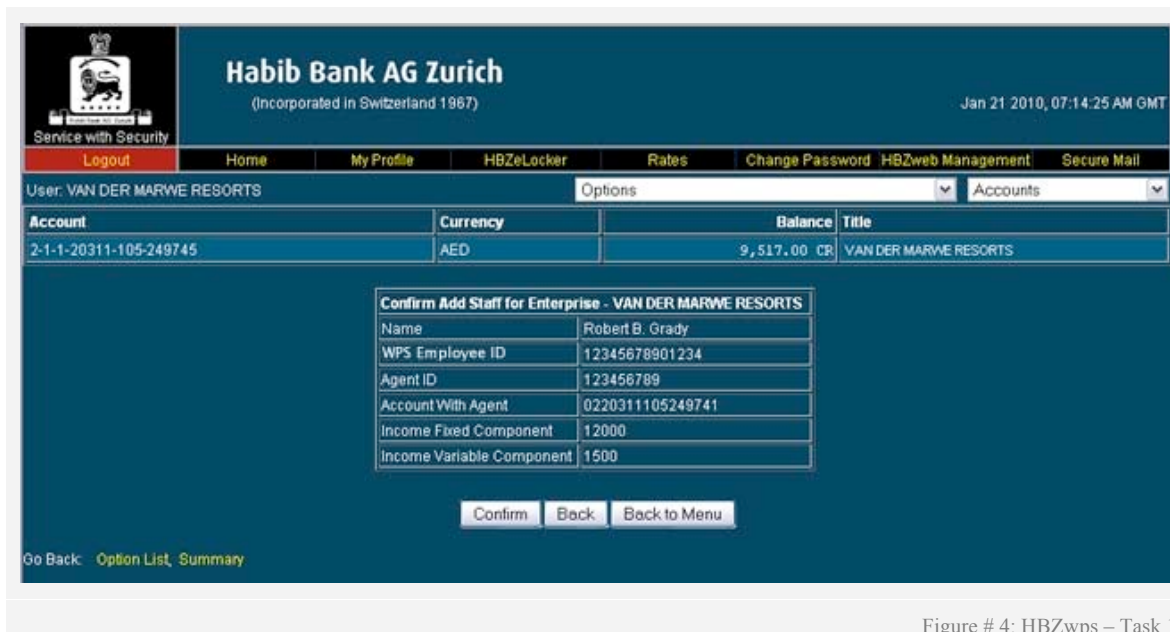 Habib Bank AG Zurich
(Incorporated in Switzerland 1967)
Jan 21 2010, 07:14:25 AM GMT
Service with Security
Logout Home My Profile HBZeLocker Rates Change Password HBZweb Management Secure Mail
User: VAN DER MARWE RESORTS Options Accounts
Account Currency Balance Title
2-1-1-20311-105-249745 AED 9,517.00 CR VAN DER MARWE RESORTS
Confirm Add Staff for Enterprise - VAN DER MARWE RESORTS
Name Robert B. Grady
WPS Employee ID 12345678901234
Agent ID 123456789
Account With Agent 0220311105249741
Income Fixed Component 12000
Income Variable Component 1500
Confirm Back Back to Menu
Go Back: Option List, Summary
Figure # 4: HBZwps – Task